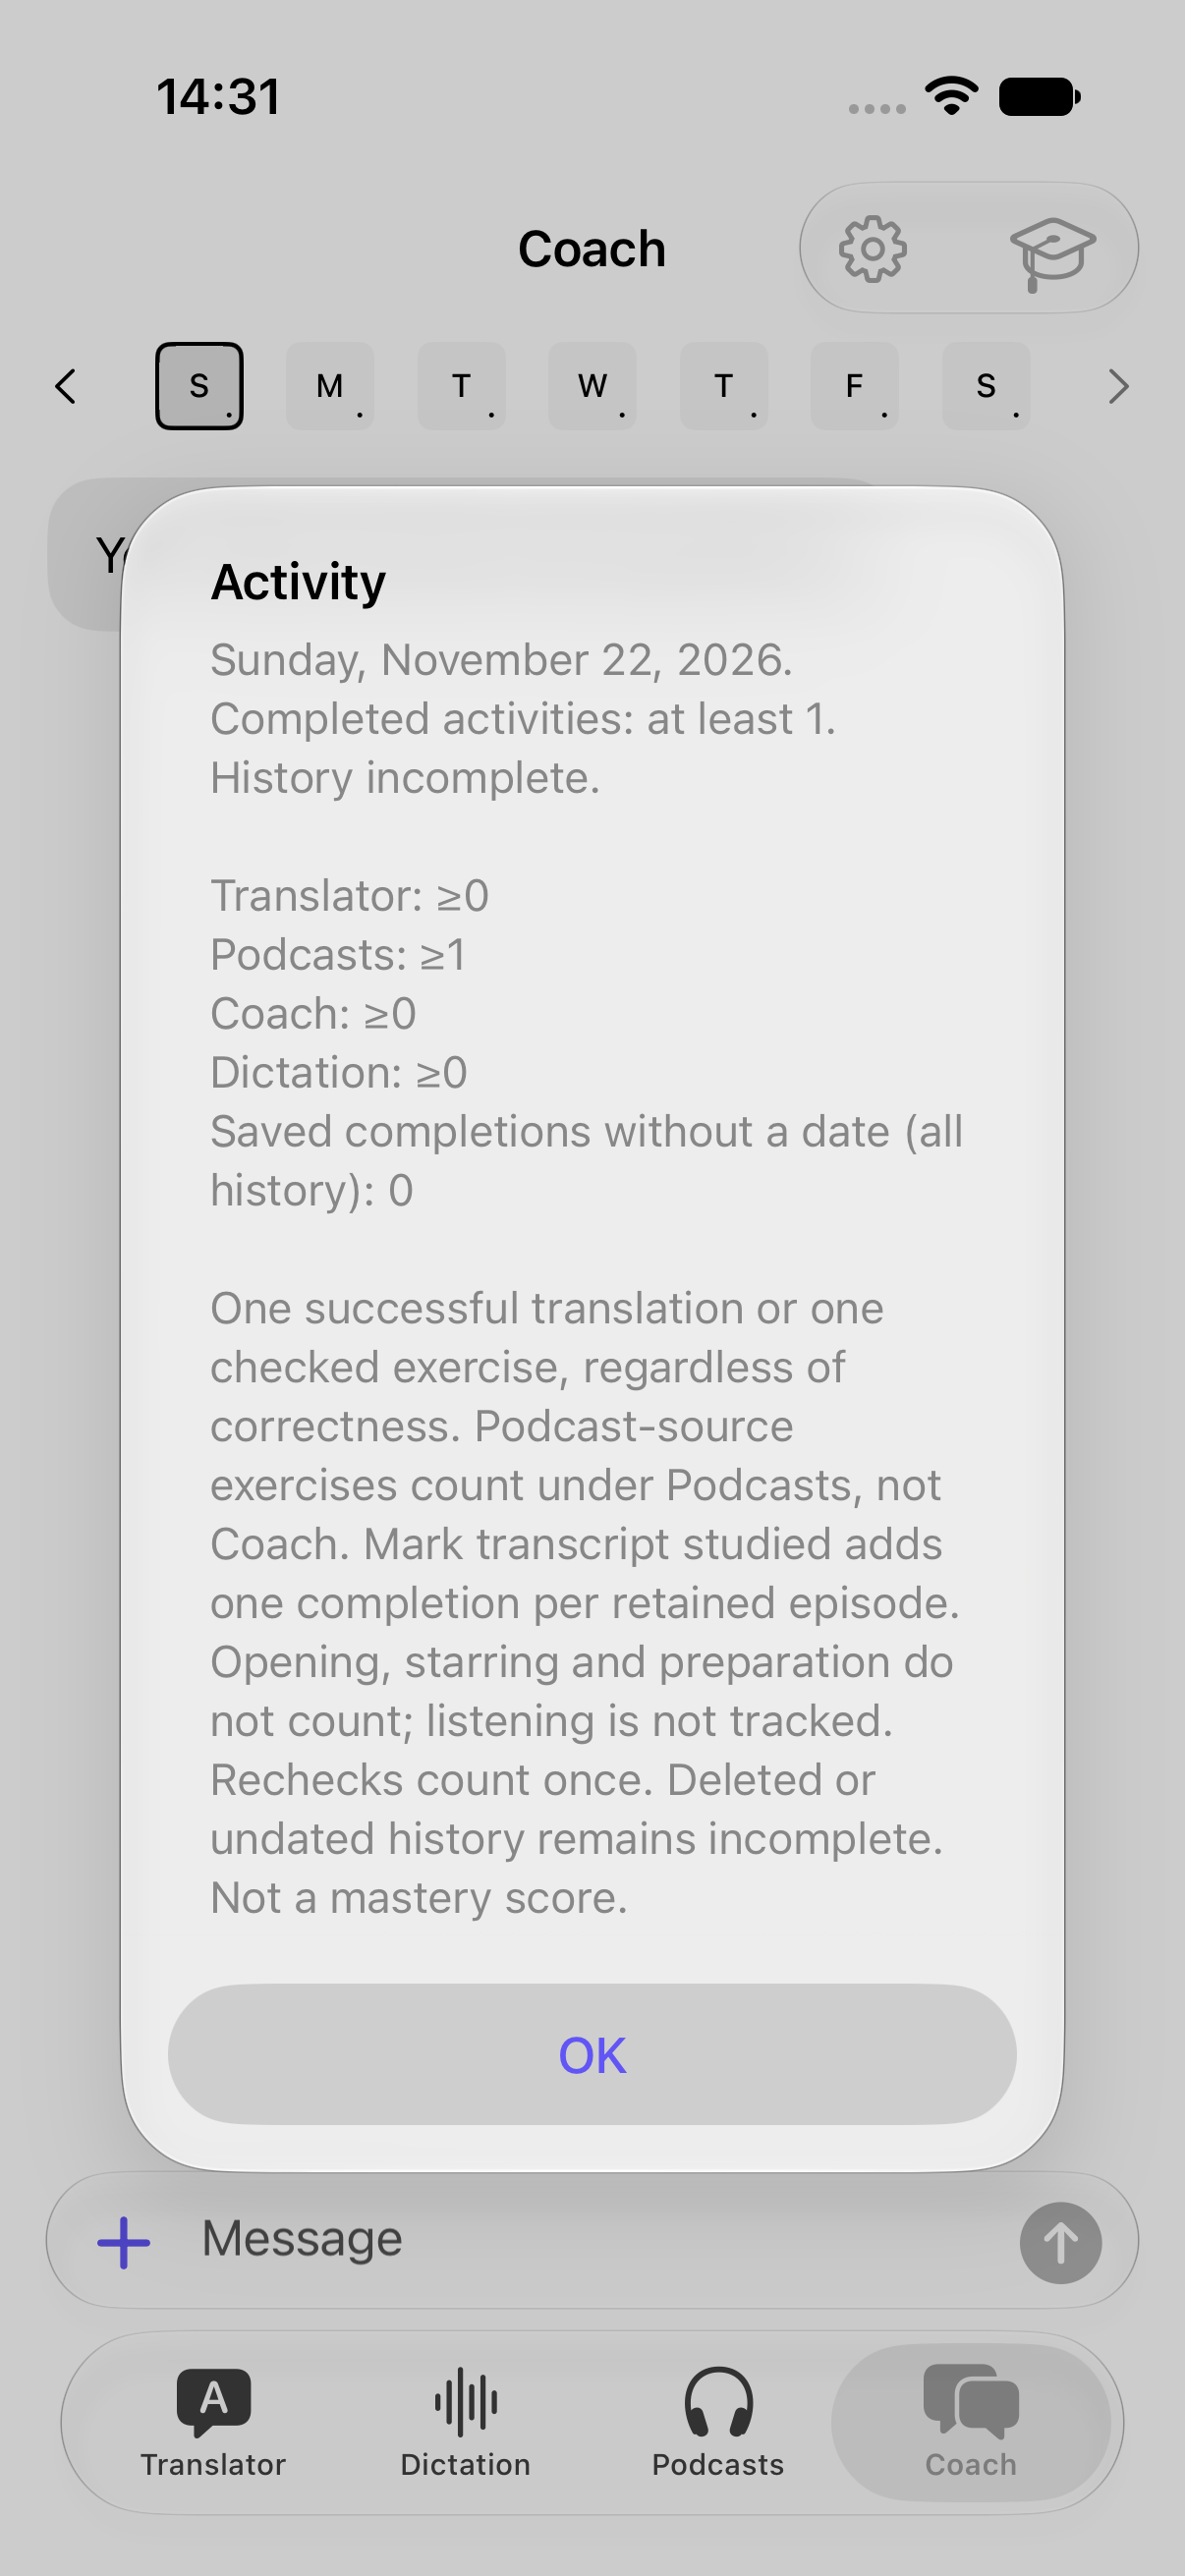 14:31
Coach
S M T W T F S
Activity
Sunday, November 22, 2026.
Completed activities: at least 1.
History incomplete.
Translator: ≥0
Podcasts: ≥1
Coach: ≥0
Dictation: ≥0
Saved completions without a date (all
history): 0
One successful translation or one
checked exercise, regardless of
correctness. Podcast-source
exercises count under Podcasts, not
Coach. Mark transcript studied adds
one completion per retained episode.
Opening, starring and preparation do
not count; listening is not tracked.
Rechecks count once. Deleted or
undated history remains incomplete.
Not a mastery score.
OK
Message
Translator Dictation Podcasts Coach